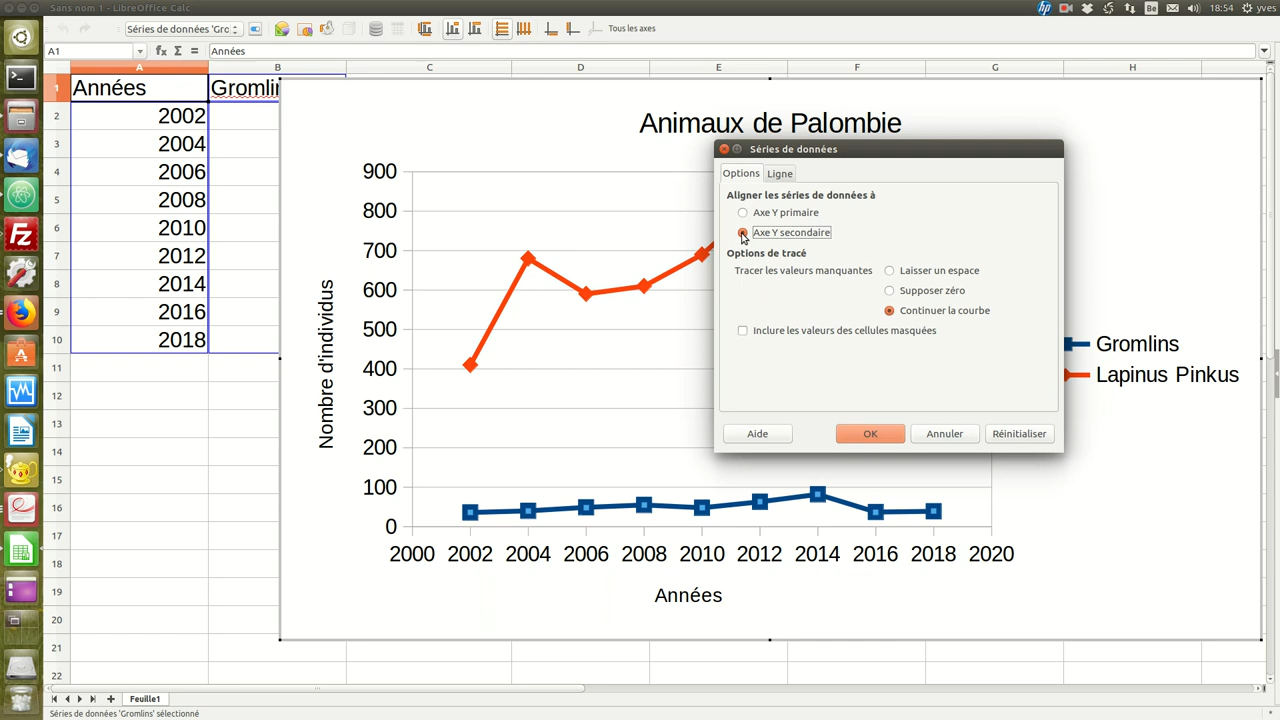 Sans nom 1 - LibreOffice Calc
Be
18:54
yves
Séries de données 'Gro
Tous les axes
A1
Années
A B C D E F G H
1 Années Gromlin
2 2002
3 2004
4 2006
5 2008
6 2010
7 2012
8 2014
9 2016
10 2018
11
12
13
14
15
16
17
18
19
20
21
22
Animaux de Palombie
Nombre d'individus
900
800
700
600
500
400
300
200
100
0
2000 2002 2004 2006 2008 2010 2012 2014 2016 2018 2020
Années
Gromlins
Lapinus Pinkus
Séries de données
Options Ligne
Aligner les séries de données à
Axe Y primaire
Axe Y secondaire
Options de tracé
Tracer les valeurs manquantes
Laisser un espace
Supposer zéro
Continuer la courbe
Inclure les valeurs des cellules masquées
Aide OK Annuler Réinitialiser
Feuille1
Séries de données 'Gromlins' sélectionné